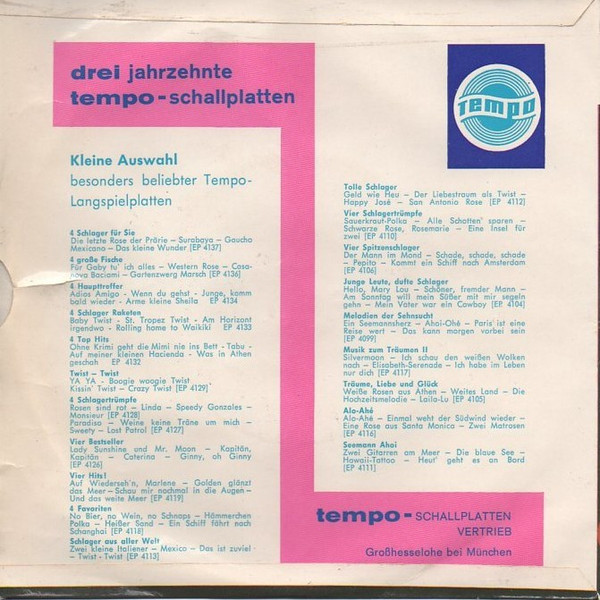 drei jahrzehnte
tempo-schallplatten
TEMPO
Kleine Auswahl
besonders beliebter Tempo-
Langspielplatten
4 Schlager für Sie
Die letzte Rose der Prärie – Surabaya – Gaucho
Mexicano – Das kleine Wunder [EP 4137]
4 große Fische
Für Gaby tu' ich alles – Western Rose – Casa-
nova Baciami – Gartenzwerg Marsch [EP 4136]
4 Haupttreffer
Adios Amigo - Wenn du gehst - Junge, komm
bald wieder - Arme kleine Sheila EP 4134
4 Schlager Raketen
Baby Twist - St. Tropez Twist - Am Horizont
irgendwo - Rolling home to Waikiki EP 4133
4 Top Hits
Ohne Krimi geht die Mimi nie ins Bett - Tabu -
Auf meiner kleinen Hacienda - Was in Athen
geschah EP 4132
Twist – Twist
YA YA - Boogie woogie Twist
Kissin' Twist – Crazy Twist [EP 4129]
4 Schlagertrümpfe
Rosen sind rot – Linda – Speedy Gonzales –
Monsieur [EP 4128]
Paradiso – Weine keine Träne um mich –
Sweety – Last Patrol [EP 4127]
Vier Bestseller
Lady Sunshine und Mr. Moon – Kapitän,
Kapitän – Caterina – Ginny, oh Ginny
[EP 4126]
Vier Hits!
Auf Wiederseh'n, Marlene – Golden glänzt
das Meer – Schau mir nochmal in die Augen –
Und das weite Meer [EP 4119]
4 Favoriten
No Bier, no Wein, no Schnaps – Hämmerchen
Polka – Heißer Sand – Ein Schiff fährt nach
Schanghai [EP 4118]
Schlager aus aller Welt
Zwei kleine Italiener – Mexico – Das ist zuviel -
- Twist - Twist [EP 4113]
Tolle Schlager
Geld wie Heu – Der Liebestraum als Twist –
Happy José – San Antonio Rose [EP 4112]
Vier Schlagertrümpfe
Sauerkraut-Polka – Alle Schotten sparen –
Schwarze Rose, Rosemarie – Eine Insel für
zwei [EP 4110]
Vier Spitzenschlager
Der Mann im Mond – Schade, schade, schade
– Pepito – Kommt ein Schiff nach Amsterdam
[EP 4106]
Junge Leute, dufte Schlager
Hello, Mary Lou – Schöner, fremder Mann –
Am Sonntag will mein Süßer mit mir segeln
gehn – Mein Vater war ein Cowboy [EP. 4104]
Melodien der Sehnsucht
Ein Seemannsherz – Ahoi-Ohé – Paris ist eine
Reise wert – Das kann morgen vorbei sein
[EP 4099]
Musik zum Träumen II
Silvermoon – Ich schau den weißen Wolken
nach – Elisabeth-Serenade – Ich habe im Leben
nur dich [EP 4117]
Träume, Liebe und Glück
Weiße Rosen aus Athen – Weites Land – Die
Hochzeitsmelodie – Laila-Lu [EP 4105]
Alo-Ahé
Alo-Ahé – Einmal weht der Südwind wieder –
Eine Rose aus Santa Monica – Zwei Matrosen
[EP 4116]
Seemann Ahoi
Zwei Gitarren am Meer – Die blaue See –
Hawaii-Tattoo – Heut' geht es an Bord
[EP 4111]
tempo-SCHALLPLATTEN
VERTRIEB
Großhesselohe bei München